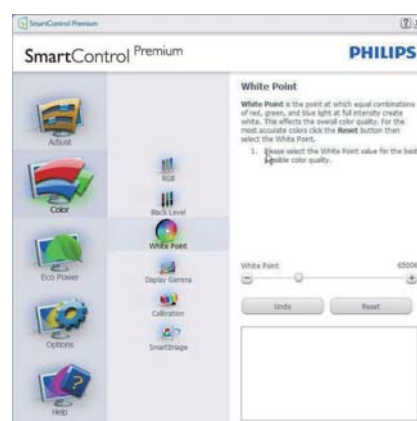 SmartControl Premium
SmartControl Premium
PHILIPS
Adjust
Color
Eco Power
Options
Help
RGB
Black Level
White Point
Display Gamma
Calibration
SmartImage
White Point
White Point is the point at which equal combinations
of red, green, and blue light at full intensity create
white. This effects the overall color quality. For the
most accurate colors click the Reset button then
select the White Point.
1. Please select the White Point value for the best
color quality.
White Point
Undo
Reset